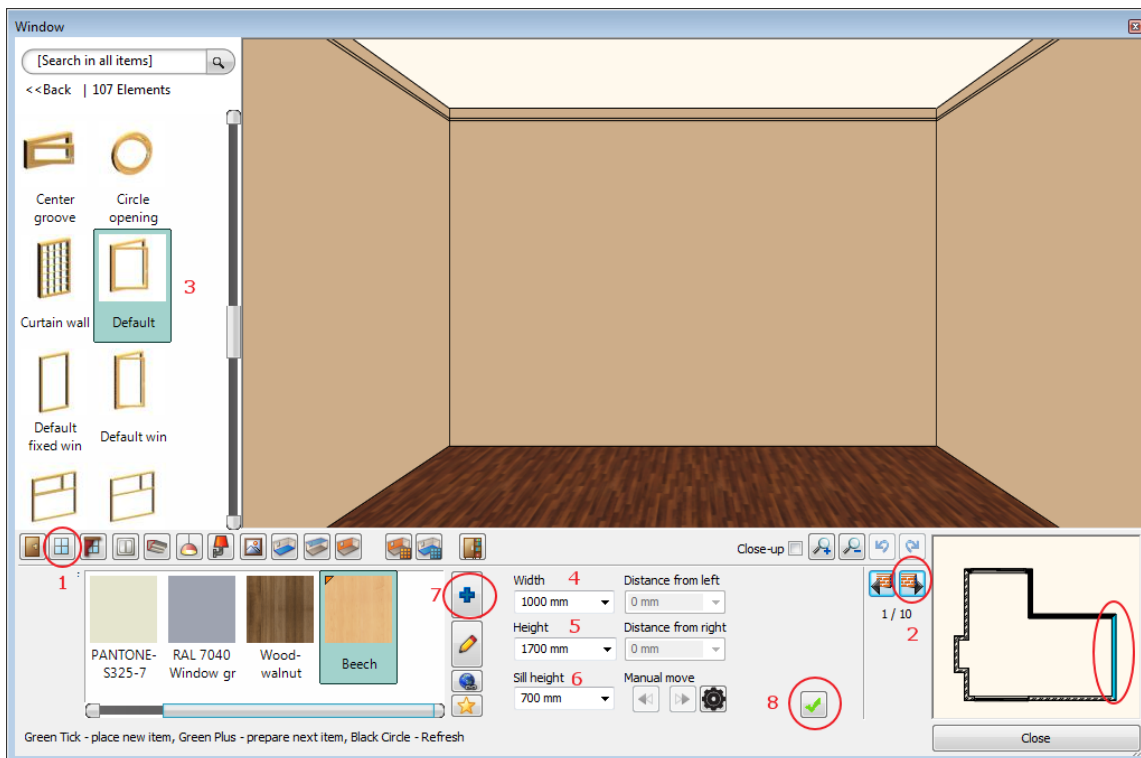 Window
[Search in all items]
<<Back | 107 Elements
Center groove
Circle opening
Curtain wall
Default
3
Default fixed win
Default win
1
Close-up
7
PANTONE-S325-7
RAL 7040 Window gr
Wood-walnut
Beech
Width 4
1000 mm
Distance from left
0 mm
Height 5
1700 mm
Distance from right
0 mm
Sill height 6
700 mm
Manual move
8
1 / 10
2
Green Tick - place new item, Green Plus - prepare next item, Black Circle - Refresh
Close